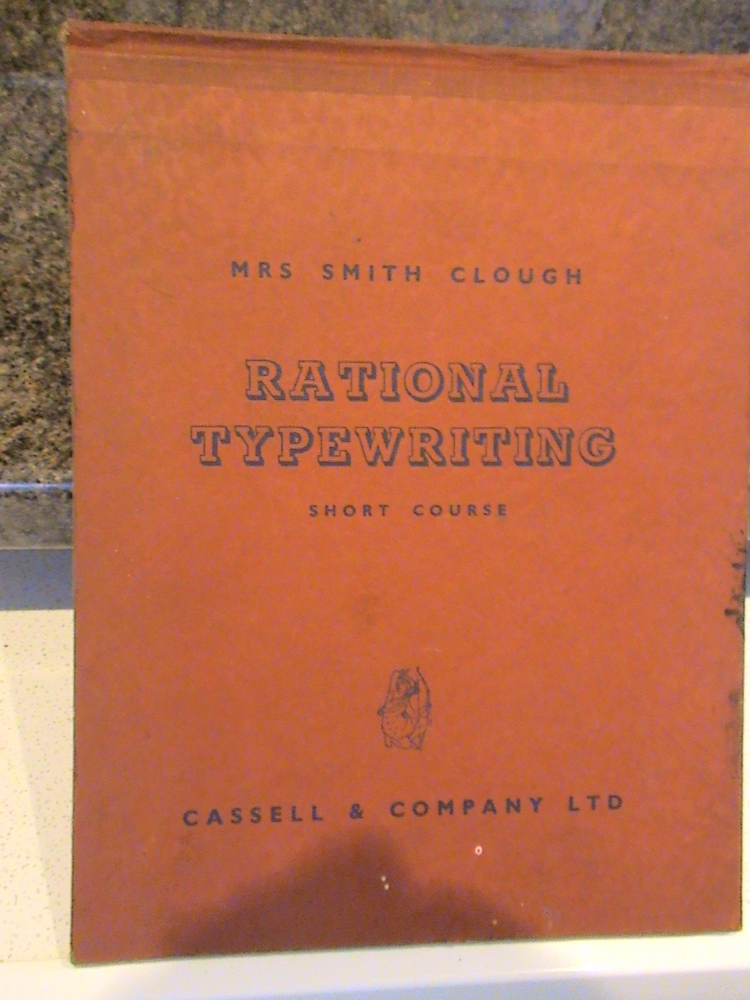 MRS SMITH CLOUGH
RATIONAL
TYPEWRITING
SHORT COURSE
CASSELL & COMPANY LTD